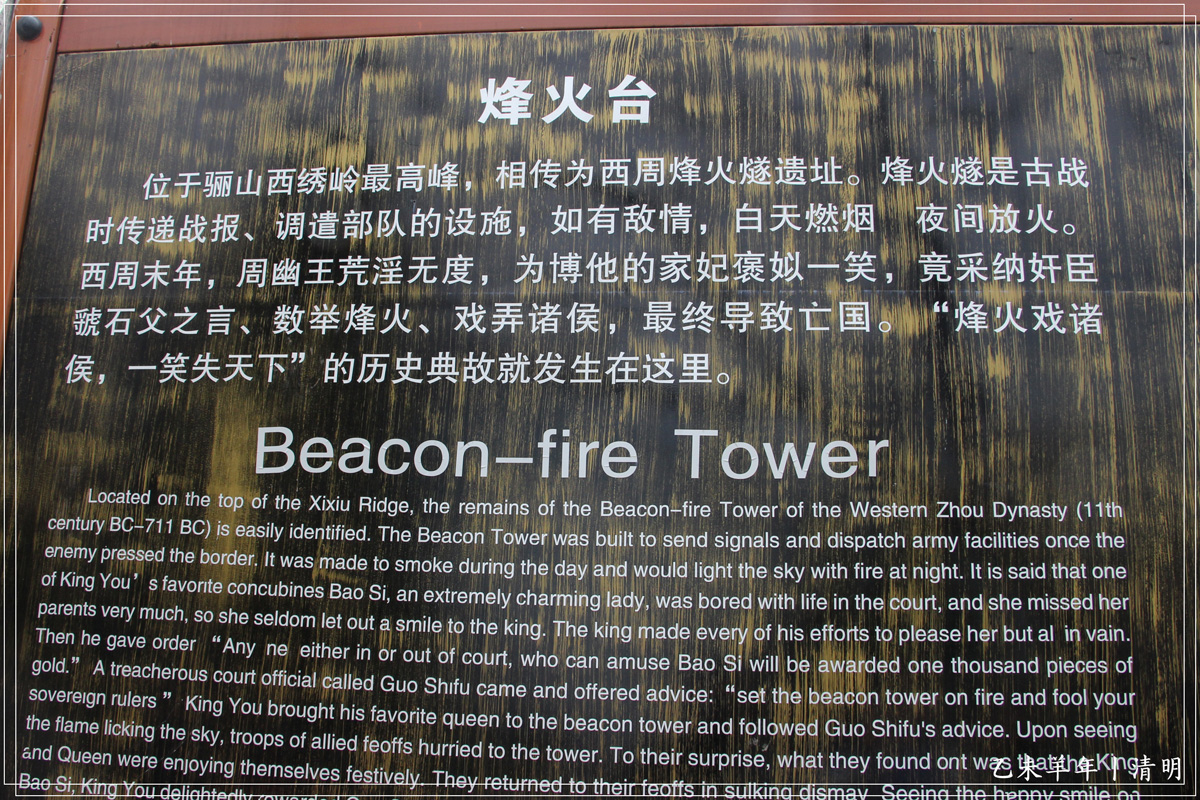 烽火台
位于骊山西绣岭最高峰，相传为西周烽火燧遗址。烽火燧是古战
时传递战报、调遣部队的设施，如有敌情，白天燃烟 夜间放火。
西周末年，周幽王荒淫无度，为博他的家妃褒姒一笑，竟采纳奸臣
虢石父之言、数举烽火、戏弄诸侯，最终导致亡国。“烽火戏诸
侯，一笑失天下”的历史典故就发生在这里。
Beacon-fire Tower
Located on the top of the Xixiu Ridge, the remains of the Beacon-fire Tower of the Western Zhou Dynasty (11th
century BC-711 BC) is easily identified. The Beacon Tower was built to send signals and dispatch army facilities once the
enemy pressed the border. It was made to smoke during the day and would light the sky with fire at night. It is said that one
of King You’s favorite concubines Bao Si, an extremely charming lady, was bored with life in the court, and she missed her
parents very much, so she seldom let out a smile to the king. The king made every of his efforts to please her but al in vain.
Then he gave order “Any ne either in or out of court, who can amuse Bao Si will be awarded one thousand pieces of
gold.” A treacherous court official called Guo Shifu came and offered advice: “set the beacon tower on fire and fool your
sovereign rulers ” King You brought his favorite queen to the beacon tower and followed Guo Shifu's advice. Upon seeing
the flame licking the sky, troops of allied feoffs hurried to the tower. To their surprise, what they found ont was that the King
and Queen were enjoying themselves festively. They returned to their feoffs in sulking dismay. Seeing the happy smile on
Bao Si, King You delightedly rewarded
乙未羊年丨清明